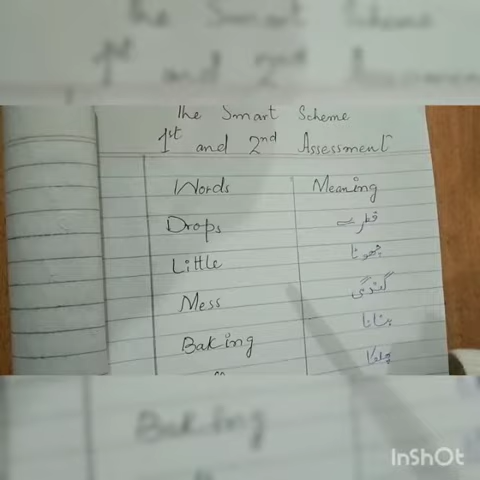 The Smart Scheme
1st and 2nd Assessment
Words Meaning
Drops قطرے
Little چھوٹا
Mess گندگی
Baking بنانا
InShOt